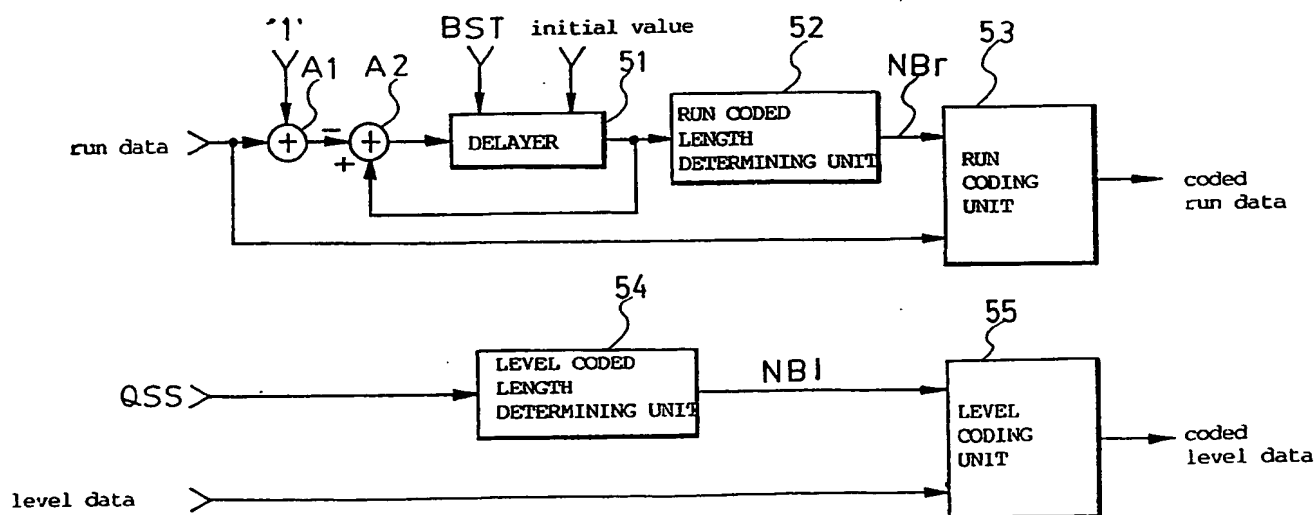 '1'
BST
initial value
A1
A2
51
52
NBr
53
run data
+
-
+
+
DELAYER
RUN CODED
LENGTH
DETERMINING UNIT
RUN
CODING
UNIT
coded
run data
54
55
QSS
LEVEL CODED
LENGTH
DETERMINING UNIT
NBl
LEVEL
CODING
UNIT
coded
level data
level data